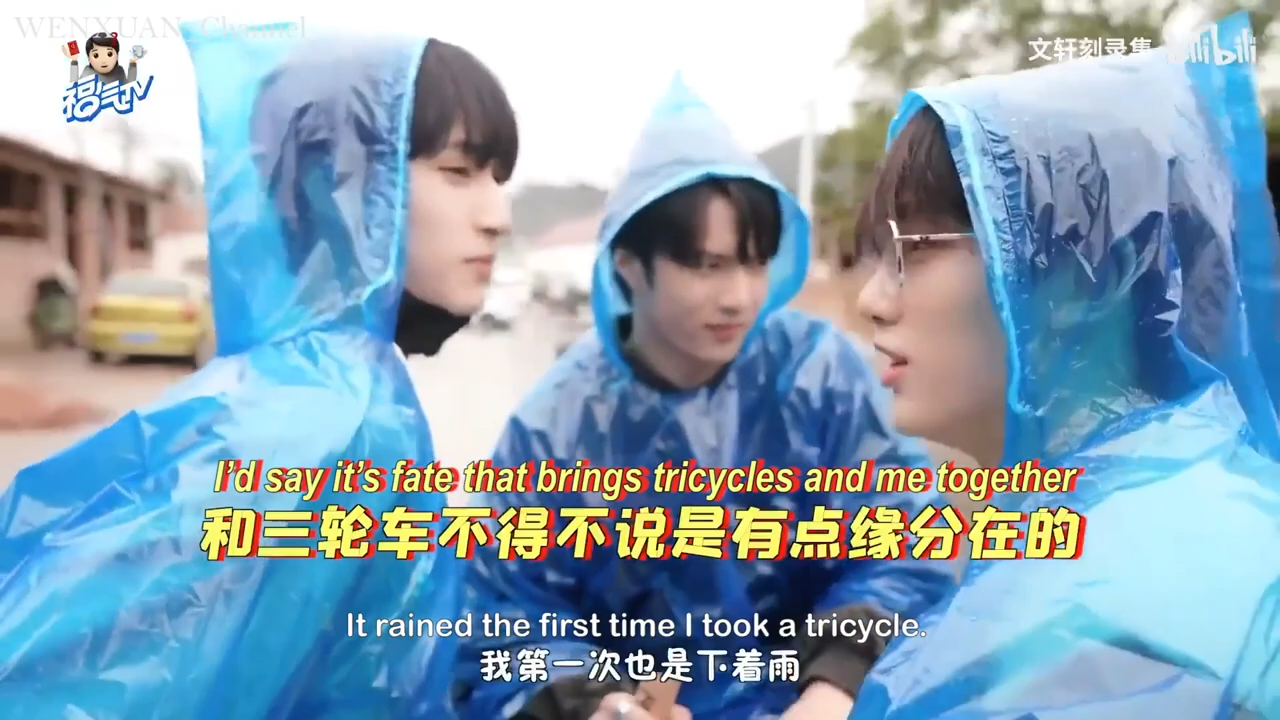 WENXUAN_Channel
福气TV
文轩刻录集 bilibili
I'd say it's fate that brings tricycles and me together
和三轮车不得不说是有点缘分在的
It rained the first time I took a tricycle.
我第一次也是下着雨